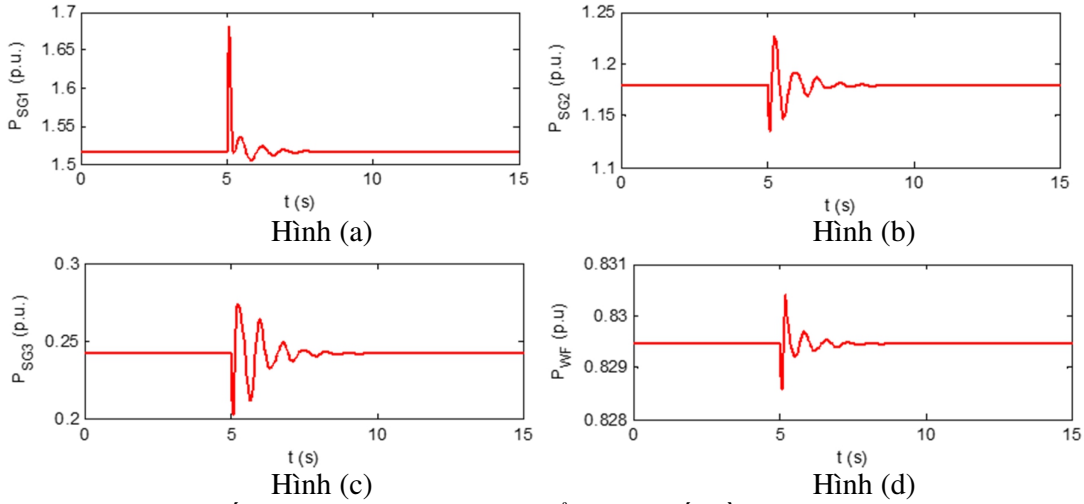 1.7
1.65
1.6
1.55
1.5
P_SG1 (p.u.)
0 5 10 15
t (s)
Hình (a)
1.25
1.2
1.15
1.1
P_SG2 (p.u.)
0 5 10 15
t (s)
Hình (b)
0.3
0.25
0.2
P_SG3 (p.u.)
0 5 10 15
t (s)
Hình (c)
0.831
0.83
0.829
0.828
P_WF (p.u)
0 5 10 15
t (s)
Hình (d)